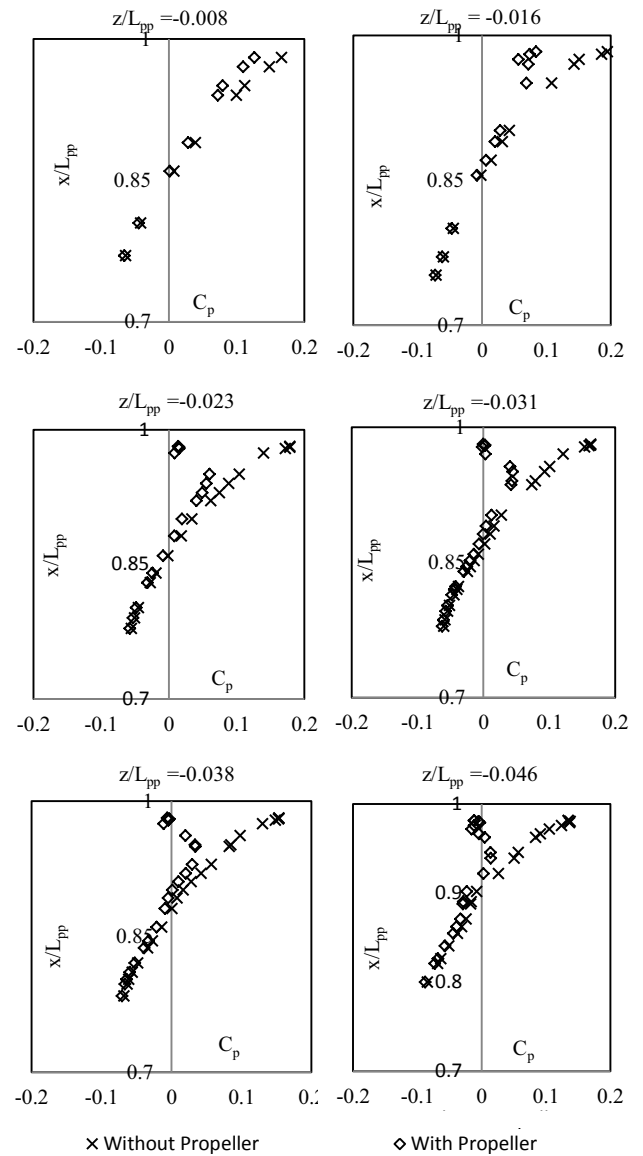 z/Lpp =-0.008
1
x/Lpp
0.85
Cp
0.7
-0.2 -0.1 0 0.1 0.2
z/Lpp =-0.016
1
x/Lpp
0.85
Cp
0.7
-0.2 -0.1 0 0.1 0.2
z/Lpp =-0.023
1
x/Lpp
0.85
Cp
0.7
-0.2 -0.1 0 0.1 0.2
z/Lpp =-0.031
1
x/Lpp
0.85
Cp
0.7
-0.2 -0.1 0 0.1 0.2
z/Lpp =-0.038
1
x/Lpp
0.85
Cp
0.7
-0.2 -0.1 0 0.1 0.2
z/Lpp =-0.046
1
0.9
x/Lpp
0.8
Cp
0.7
-0.2 -0.1 0 0.1 0.2
Without Propeller With Propeller